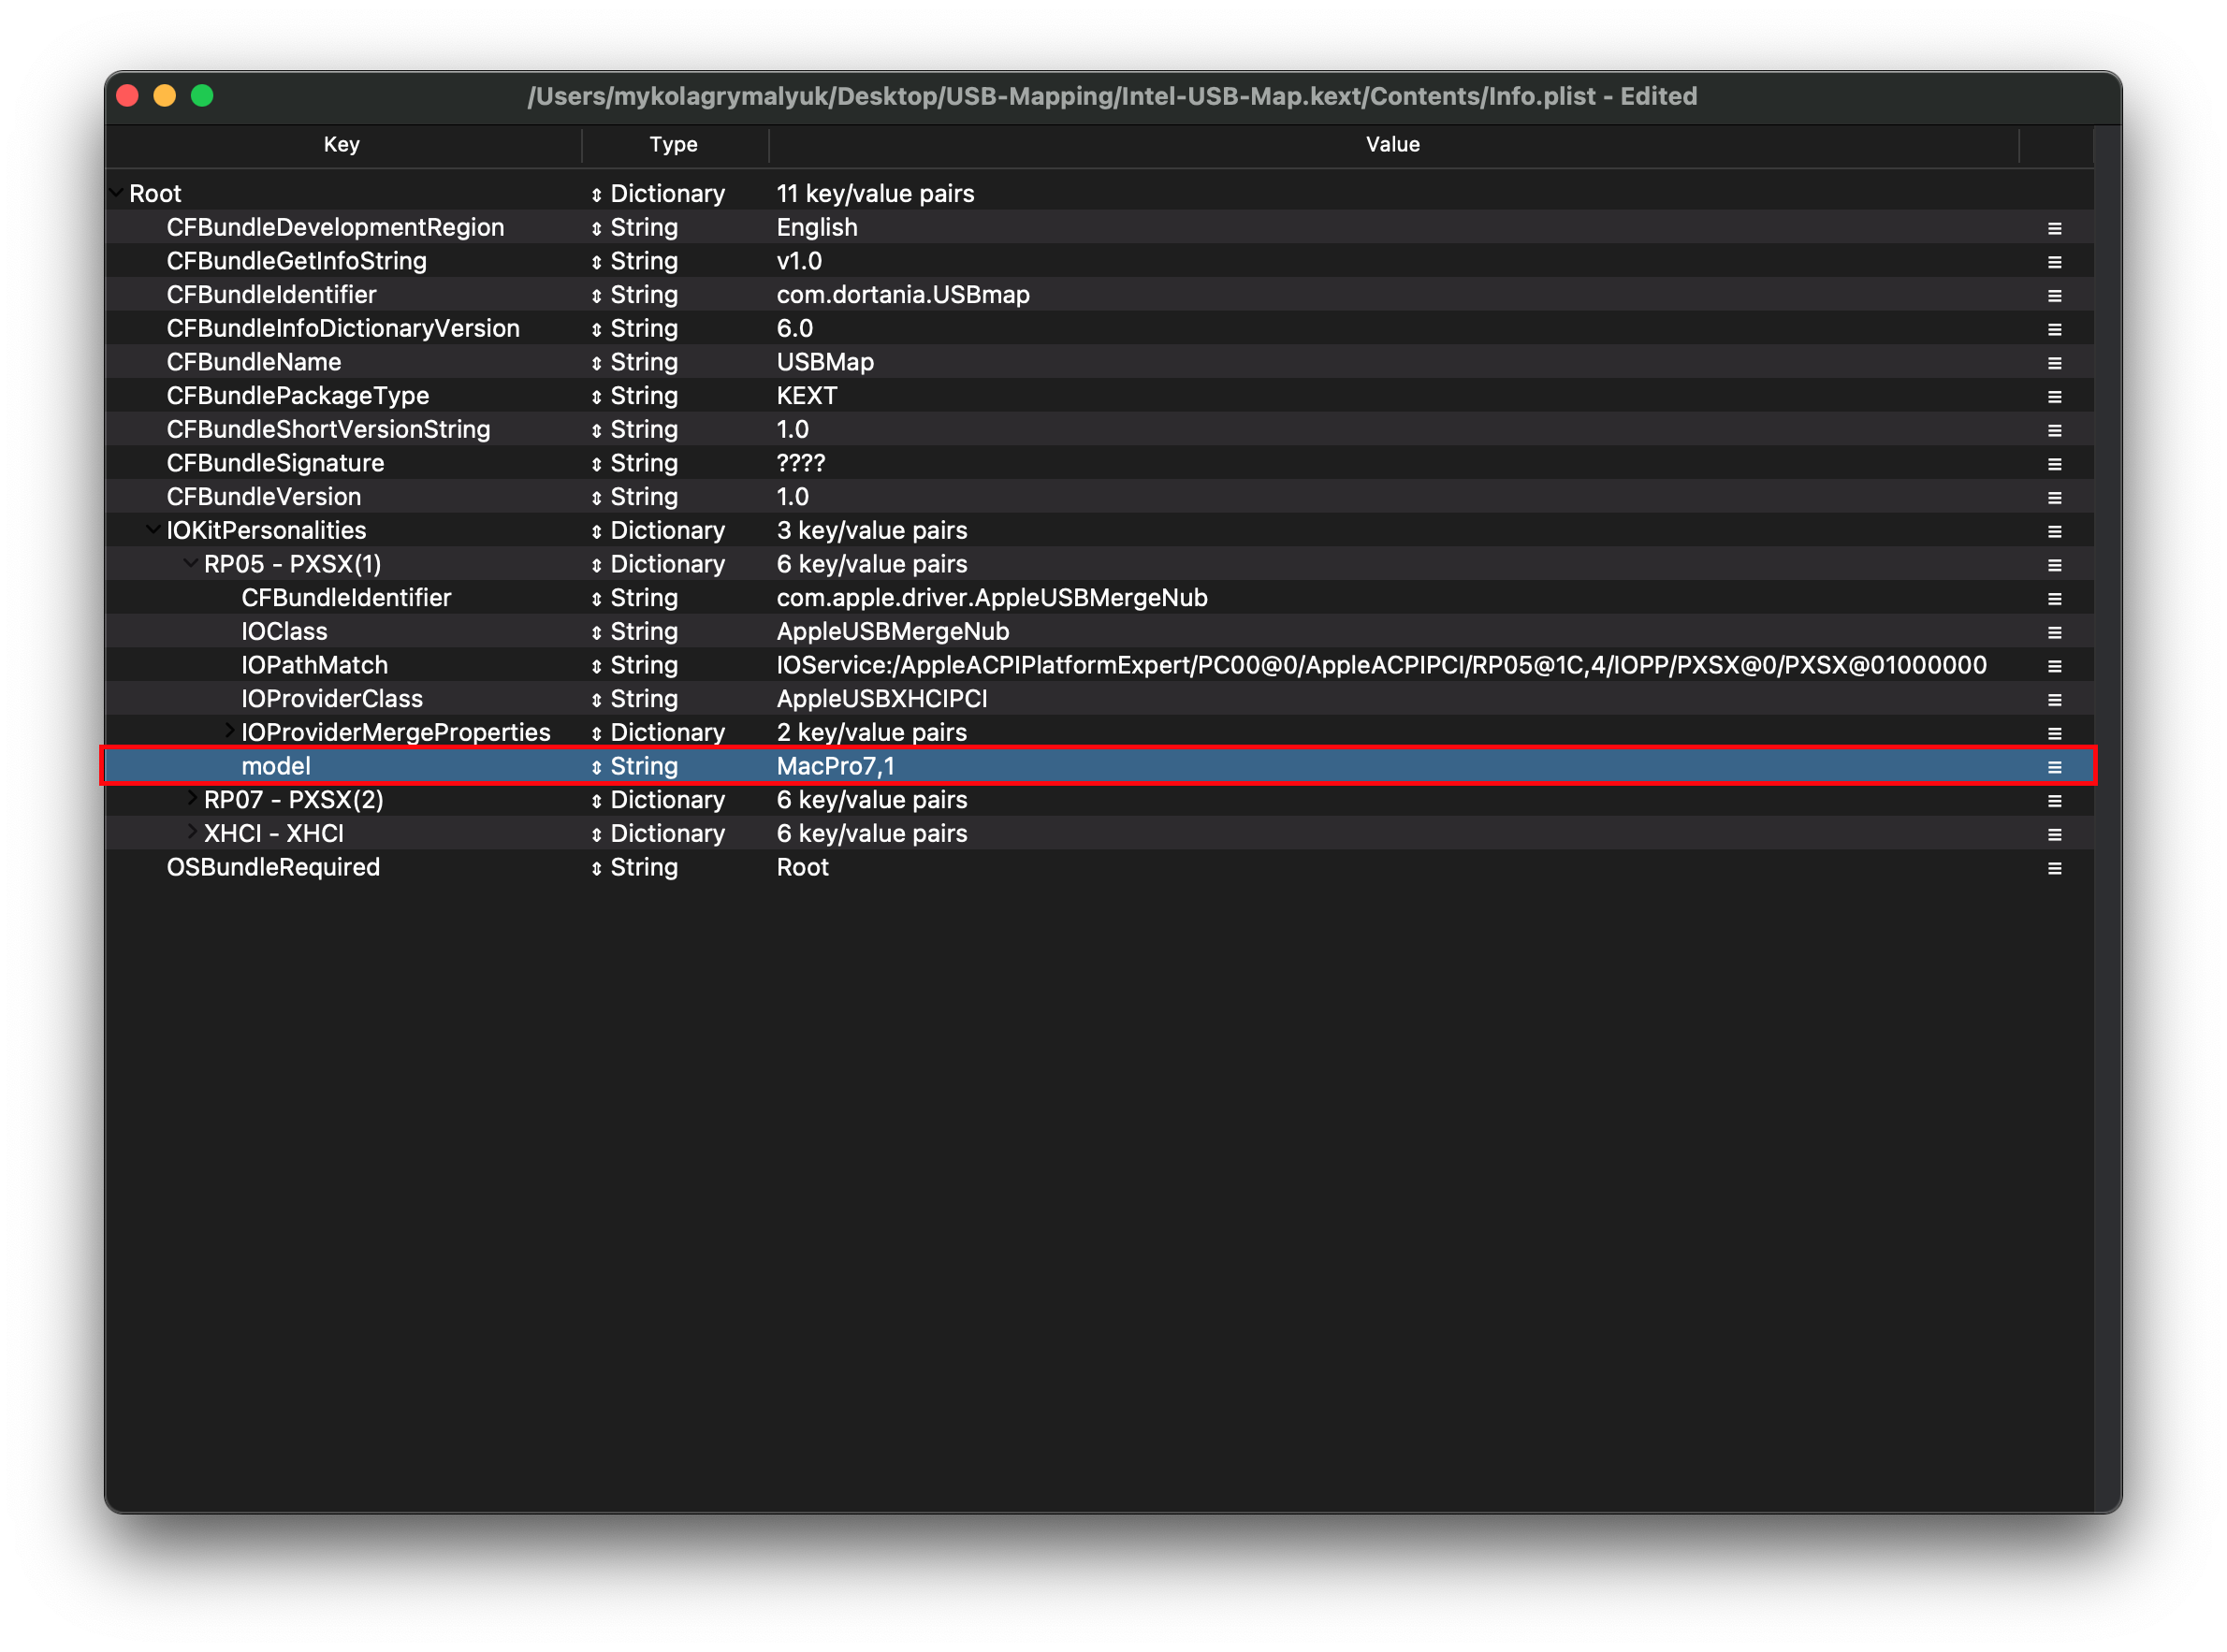 /Users/mykolagrymalyuk/Desktop/USB-Mapping/Intel-USB-Map.kext/Contents/Info.plist - Edited
Key Type Value
Root Dictionary 11 key/value pairs
CFBundleDevelopmentRegion String English
CFBundleGetInfoString String v1.0
CFBundleIdentifier String com.dortania.USBmap
CFBundleInfoDictionaryVersion String 6.0
CFBundleName String USBMap
CFBundlePackageType String KEXT
CFBundleShortVersionString String 1.0
CFBundleSignature String ????
CFBundleVersion String 1.0
IOKitPersonalities Dictionary 3 key/value pairs
RP05 - PXSX(1) Dictionary 6 key/value pairs
CFBundleIdentifier String com.apple.driver.AppleUSBMergeNub
IOClass String AppleUSBMergeNub
IOPathMatch String IOService:/AppleACPIPlatformExpert/PC00@0/AppleACPIPCI/RP05@1C,4/IOPP/PXSX@0/PXSX@01000000
IOProviderClass String AppleUSBXHCIPCI
IOProviderMergeProperties Dictionary 2 key/value pairs
model String MacPro7,1
RP07 - PXSX(2) Dictionary 6 key/value pairs
XHCI - XHCI Dictionary 6 key/value pairs
OSBundleRequired String Root